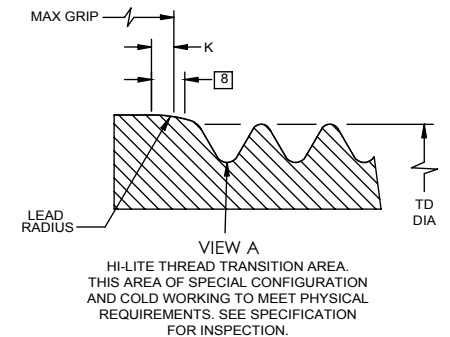 MAX GRIP
K
8
LEAD
RADIUS
TD
DIA
VIEW A
HI-LITE THREAD TRANSITION AREA.
THIS AREA OF SPECIAL CONFIGURATION
AND COLD WORKING TO MEET PHYSICAL
REQUIREMENTS. SEE SPECIFICATION
FOR INSPECTION.